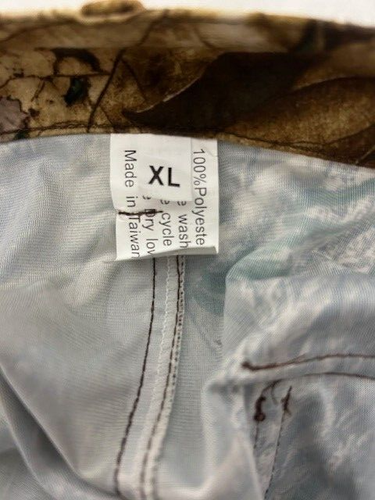 XL
100%Polyeste
wash
cycle
Dry low
Made in Taiwan